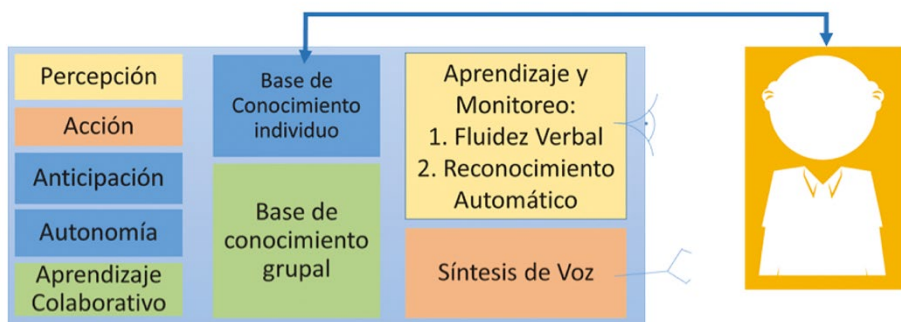 Percepción
Acción
Anticipación
Autonomía
Aprendizaje
Colaborativo
Base de
Conocimiento
individuo
Base de
conocimiento
grupal
Aprendizaje y
Monitoreo:
1. Fluidez Verbal
2. Reconocimiento
Automático
Síntesis de Voz